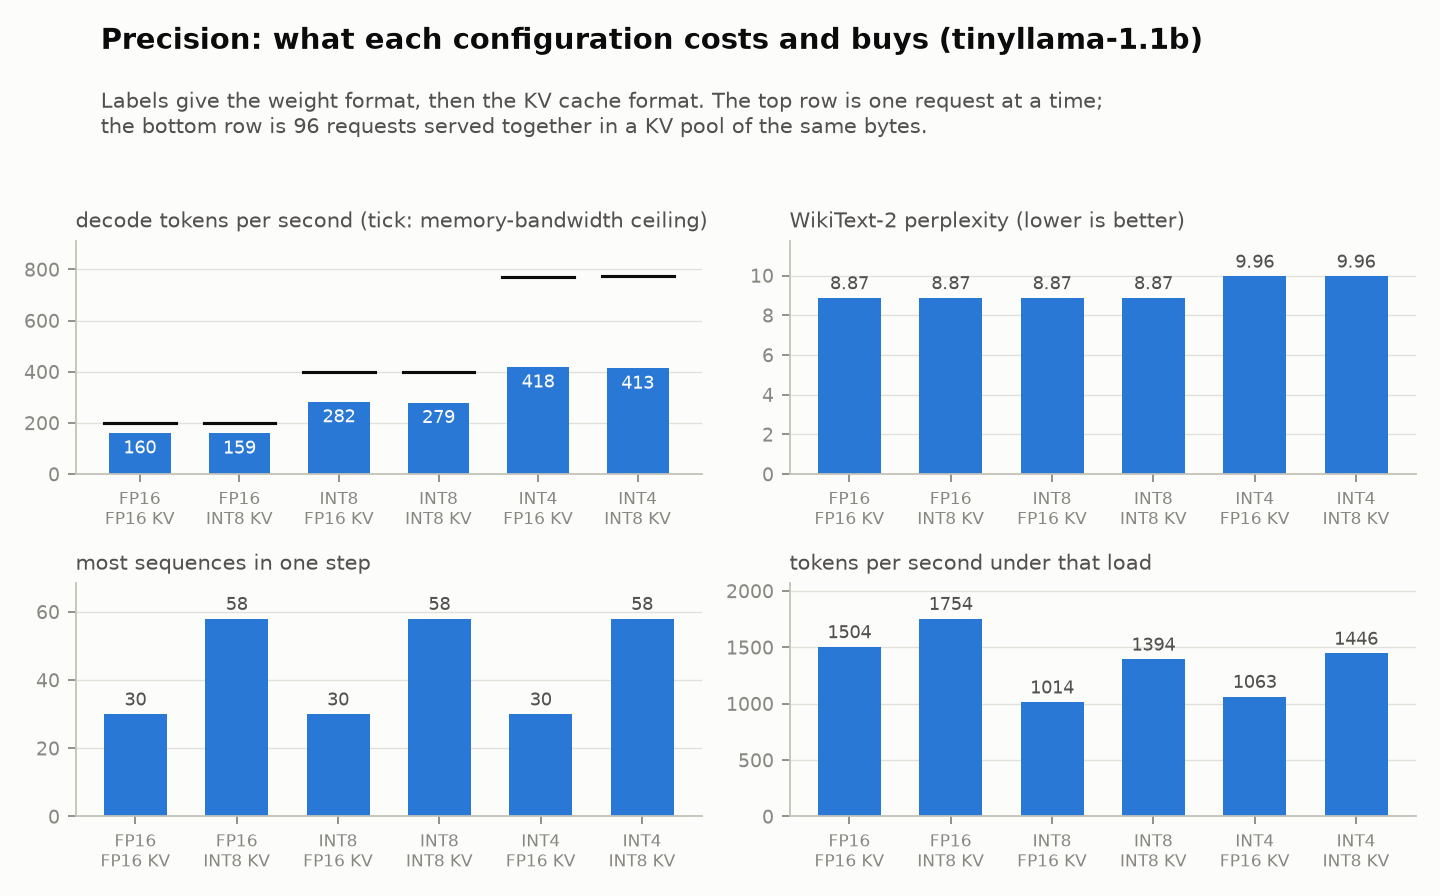 Precision: what each configuration costs and buys (tinyllama-1.1b)
Labels give the weight format, then the KV cache format. The top row is one request at a time;
the bottom row is 96 requests served together in a KV pool of the same bytes.
decode tokens per second (tick: memory-bandwidth ceiling)
800
600
400
200
0
160
159
282
279
418
413
FP16 FP16 INT8 INT8 INT4 INT4
FP16 KV INT8 KV FP16 KV INT8 KV FP16 KV INT8 KV
WikiText-2 perplexity (lower is better)
10
8
6
4
2
0
8.87
8.87
8.87
8.87
9.96
9.96
FP16 FP16 INT8 INT8 INT4 INT4
FP16 KV INT8 KV FP16 KV INT8 KV FP16 KV INT8 KV
most sequences in one step
60
40
20
0
30
58
30
58
30
58
FP16 FP16 INT8 INT8 INT4 INT4
FP16 KV INT8 KV FP16 KV INT8 KV FP16 KV INT8 KV
tokens per second under that load
2000
1500
1000
500
0
1504
1754
1014
1394
1063
1446
FP16 FP16 INT8 INT8 INT4 INT4
FP16 KV INT8 KV FP16 KV INT8 KV FP16 KV INT8 KV